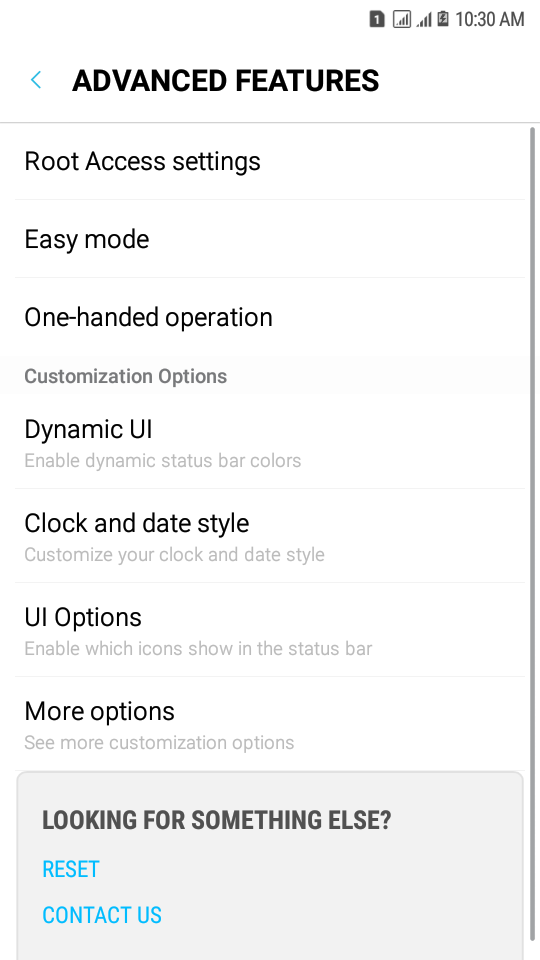 1 10:30 AM
ADVANCED FEATURES
Root Access settings
Easy mode
One-handed operation
Customization Options
Dynamic UI
Enable dynamic status bar colors
Clock and date style
Customize your clock and date style
UI Options
Enable which icons show in the status bar
More options
See more customization options
LOOKING FOR SOMETHING ELSE?
RESET
CONTACT US